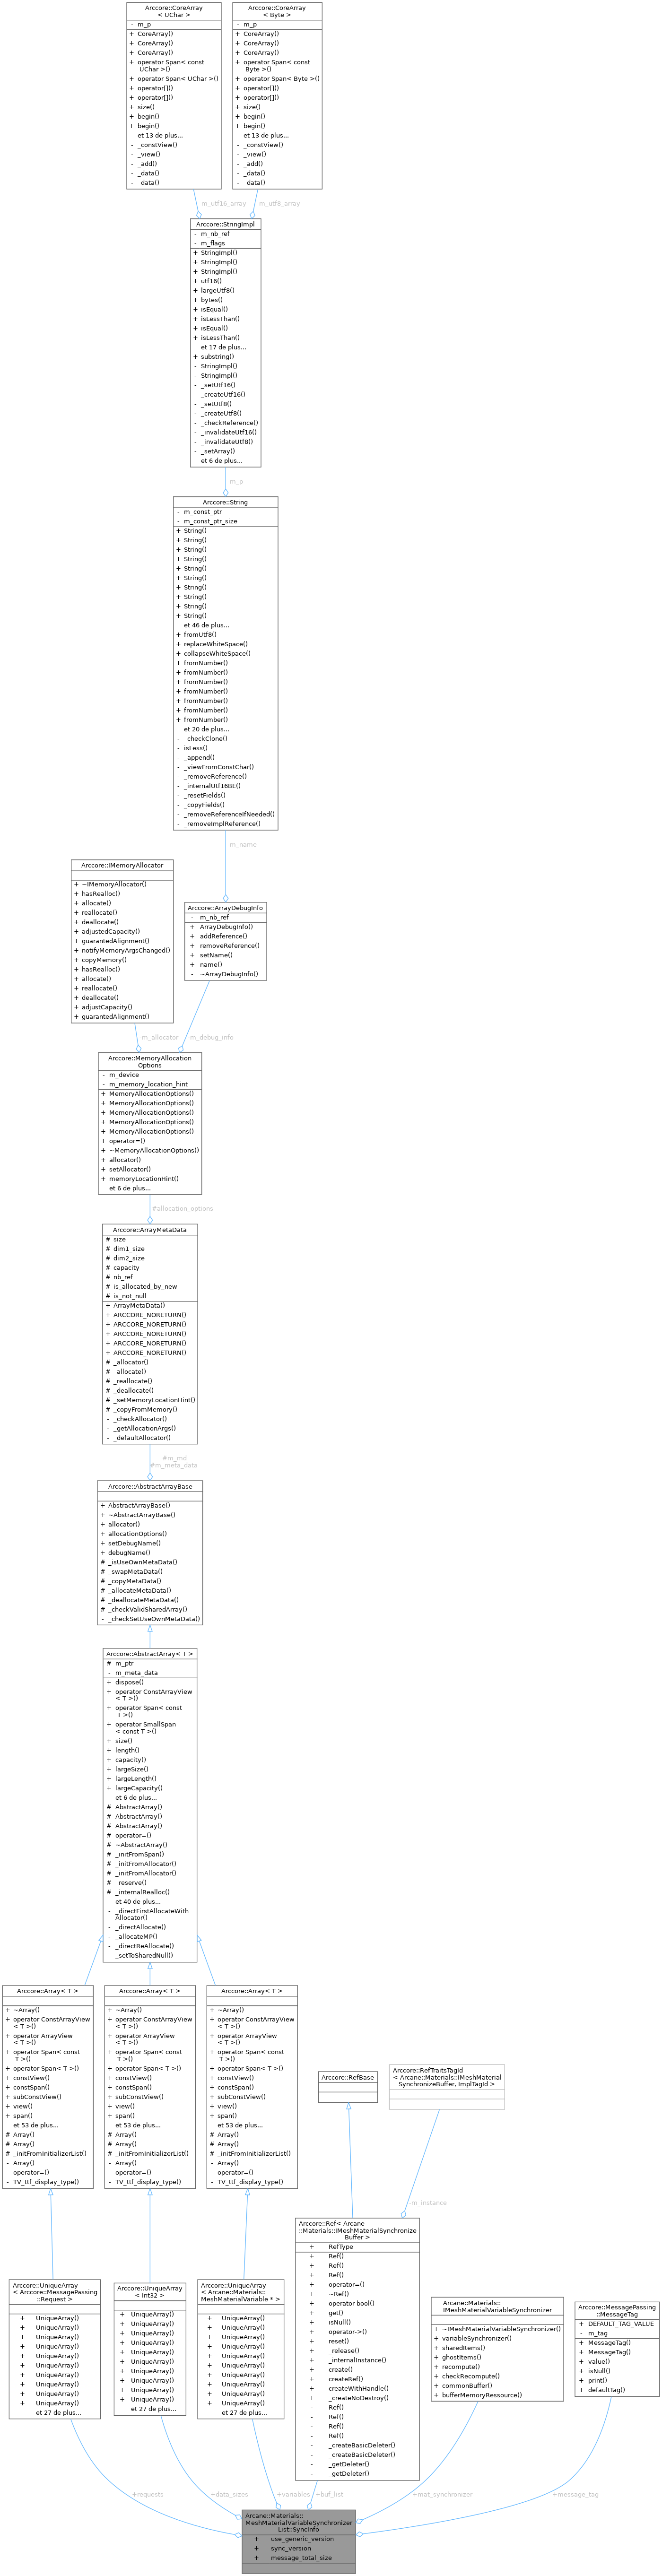 Arccore::CoreArray
< UChar >
- m_p
+ CoreArray()
+ CoreArray()
+ CoreArray()
+ operator Span< const
UChar >()
+ operator Span< UChar >()
+ operator[]()
+ operator[]()
+ size()
+ begin()
+ begin()
et 13 de plus...
- _constView()
- _view()
- _add()
- _data()
- _data()
Arccore::CoreArray
< Byte >
- m_p
+ CoreArray()
+ CoreArray()
+ CoreArray()
+ operator Span< const
Byte >()
+ operator Span< Byte >()
+ operator[]()
+ operator[]()
+ size()
+ begin()
+ begin()
et 13 de plus...
- _constView()
- _view()
- _add()
- _data()
- _data()
-m_utf16_array
-m_utf8_array
Arccore::StringImpl
- m_nb_ref
- m_flags
+ StringImpl()
+ StringImpl()
+ StringImpl()
+ utf16()
+ largeUtf8()
+ bytes()
+ isEqual()
+ isLessThan()
+ isEqual()
+ isLessThan()
et 17 de plus...
+ substring()
- StringImpl()
- StringImpl()
- _setUtf16()
- _createUtf16()
- _setUtf8()
- _createUtf8()
- _checkReference()
- _invalidateUtf16()
- _invalidateUtf8()
- _setArray()
et 6 de plus...
-m_p
Arccore::String
- m_const_ptr
- m_const_ptr_size
+ String()
+ String()
+ String()
+ String()
+ String()
+ String()
+ String()
+ String()
+ String()
+ String()
et 46 de plus...
+ fromUtf8()
+ replaceWhiteSpace()
+ collapseWhiteSpace()
+ fromNumber()
+ fromNumber()
+ fromNumber()
+ fromNumber()
+ fromNumber()
+ fromNumber()
+ fromNumber()
et 20 de plus...
- _checkClone()
- isLess()
- _append()
- _viewFromConstChar()
- _removeReference()
- _internalUtf16BE()
- _resetFields()
- _copyFields()
- _removeReferenceIfNeeded()
- _removeImplReference()
-m_name
Arccore::IMemoryAllocator
+ ~IMemoryAllocator()
+ hasRealloc()
+ allocate()
+ reallocate()
+ deallocate()
+ adjustedCapacity()
+ guarantedAlignment()
+ notifyMemoryArgsChanged()
+ copyMemory()
+ hasRealloc()
+ allocate()
+ reallocate()
+ deallocate()
+ adjustCapacity()
+ guarantedAlignment()
Arccore::ArrayDebugInfo
- m_nb_ref
+ ArrayDebugInfo()
+ addReference()
+ removeReference()
+ setName()
+ name()
- ~ArrayDebugInfo()
-m_allocator
-m_debug_info
Arccore::MemoryAllocation
Options
- m_device
- m_memory_location_hint
+ MemoryAllocationOptions()
+ MemoryAllocationOptions()
+ MemoryAllocationOptions()
+ MemoryAllocationOptions()
+ MemoryAllocationOptions()
+ operator=()
+ ~MemoryAllocationOptions()
+ allocator()
+ setAllocator()
+ memoryLocationHint()
et 6 de plus...
#allocation_options
Arccore::ArrayMetaData
# size
# dim1_size
# dim2_size
# capacity
# nb_ref
# is_allocated_by_new
# is_not_null
+ ArrayMetaData()
+ ARCCORE_NORETURN()
+ ARCCORE_NORETURN()
+ ARCCORE_NORETURN()
+ ARCCORE_NORETURN()
+ ARCCORE_NORETURN()
# _allocator()
# _allocate()
# _reallocate()
# _deallocate()
# _setMemoryLocationHint()
# _copyFromMemory()
- _checkAllocator()
- _getAllocationArgs()
- _defaultAllocator()
#m_md
#m_meta_data
Arccore::AbstractArrayBase
+ AbstractArrayBase()
+ ~AbstractArrayBase()
+ allocator()
+ allocationOptions()
+ setDebugName()
+ debugName()
# _isUseOwnMetaData()
# _swapMetaData()
# _copyMetaData()
# _allocateMetaData()
# _deallocateMetaData()
# _checkValidSharedArray()
- _checkSetUseOwnMetaData()
Arccore::AbstractArray< T >
# m_ptr
- m_meta_data
+ dispose()
+ operator ConstArrayView
< T >()
+ operator Span< const
T >()
+ operator SmallSpan
< const T >()
+ size()
+ length()
+ capacity()
+ largeSize()
+ largeLength()
+ largeCapacity()
et 6 de plus...
# AbstractArray()
# AbstractArray()
# AbstractArray()
# operator=()
# ~AbstractArray()
# _initFromSpan()
# _initFromAllocator()
# _initFromAllocator()
# _reserve()
# _internalRealloc()
et 40 de plus...
- _directFirstAllocateWith
Allocator()
- _directAllocate()
- _allocateMP()
- _directReAllocate()
- _setToSharedNull()
Arccore::Array< T >
+ ~Array()
+ operator ConstArrayView
< T >()
+ operator ArrayView
< T >()
+ operator Span< const
T >()
+ operator Span< T >()
+ constView()
+ constSpan()
+ subConstView()
+ view()
+ span()
et 53 de plus...
# Array()
# Array()
# _initFromInitializerList()
- Array()
- operator=()
- TV_ttf_display_type()
Arccore::Array< T >
+ ~Array()
+ operator ConstArrayView
< T >()
+ operator ArrayView
< T >()
+ operator Span< const
T >()
+ operator Span< T >()
+ constView()
+ constSpan()
+ subConstView()
+ view()
+ span()
et 53 de plus...
# Array()
# Array()
# _initFromInitializerList()
- Array()
- operator=()
- TV_ttf_display_type()
Arccore::Array< T >
+ ~Array()
+ operator ConstArrayView
< T >()
+ operator ArrayView
< T >()
+ operator Span< const
T >()
+ operator Span< T >()
+ constView()
+ constSpan()
+ subConstView()
+ view()
+ span()
et 53 de plus...
# Array()
# Array()
# _initFromInitializerList()
- Array()
- operator=()
- TV_ttf_display_type()
Arccore::RefBase
Arccore::RefTraitsTagId
< Arcane::Materials::IMeshMaterial
SynchronizeBuffer, ImplTagId >
-m_instance
Arccore::UniqueArray
< Arccore::MessagePassing
::Request >
+ UniqueArray()
+ UniqueArray()
+ UniqueArray()
+ UniqueArray()
+ UniqueArray()
+ UniqueArray()
+ UniqueArray()
+ UniqueArray()
+ UniqueArray()
+ UniqueArray()
et 27 de plus...
Arccore::UniqueArray
< Int32 >
+ UniqueArray()
+ UniqueArray()
+ UniqueArray()
+ UniqueArray()
+ UniqueArray()
+ UniqueArray()
+ UniqueArray()
+ UniqueArray()
+ UniqueArray()
+ UniqueArray()
et 27 de plus...
Arccore::UniqueArray
< Arcane::Materials::
MeshMaterialVariable * >
+ UniqueArray()
+ UniqueArray()
+ UniqueArray()
+ UniqueArray()
+ UniqueArray()
+ UniqueArray()
+ UniqueArray()
+ UniqueArray()
+ UniqueArray()
+ UniqueArray()
et 27 de plus...
Arccore::Ref< Arcane
::Materials::IMeshMaterialSynchronize
Buffer >
+ RefType
+ Ref()
+ Ref()
+ Ref()
+ operator=()
+ ~Ref()
+ operator bool()
+ get()
+ isNull()
+ operator->()
+ reset()
+ _release()
+ _internalInstance()
+ create()
+ createRef()
+ createWithHandle()
+ _createNoDestroy()
- Ref()
- Ref()
- Ref()
- Ref()
- _createBasicDeleter()
- _createBasicDeleter()
- _getDeleter()
- _getDeleter()
Arcane::Materials::
IMeshMaterialVariableSynchronizer
+ ~IMeshMaterialVariableSynchronizer()
+ variableSynchronizer()
+ sharedItems()
+ ghostItems()
+ recompute()
+ checkRecompute()
+ commonBuffer()
+ bufferMemoryRessource()
Arccore::MessagePassing
::MessageTag
+ DEFAULT_TAG_VALUE
- m_tag
+ MessageTag()
+ MessageTag()
+ value()
+ isNull()
+ print()
+ defaultTag()
+requests
+data_sizes
+variables
+buf_list
+mat_synchronizer
+message_tag
Arcane::Materials::
MeshMaterialVariableSynchronizer
List::SyncInfo
+ use_generic_version
+ sync_version
+ message_total_size